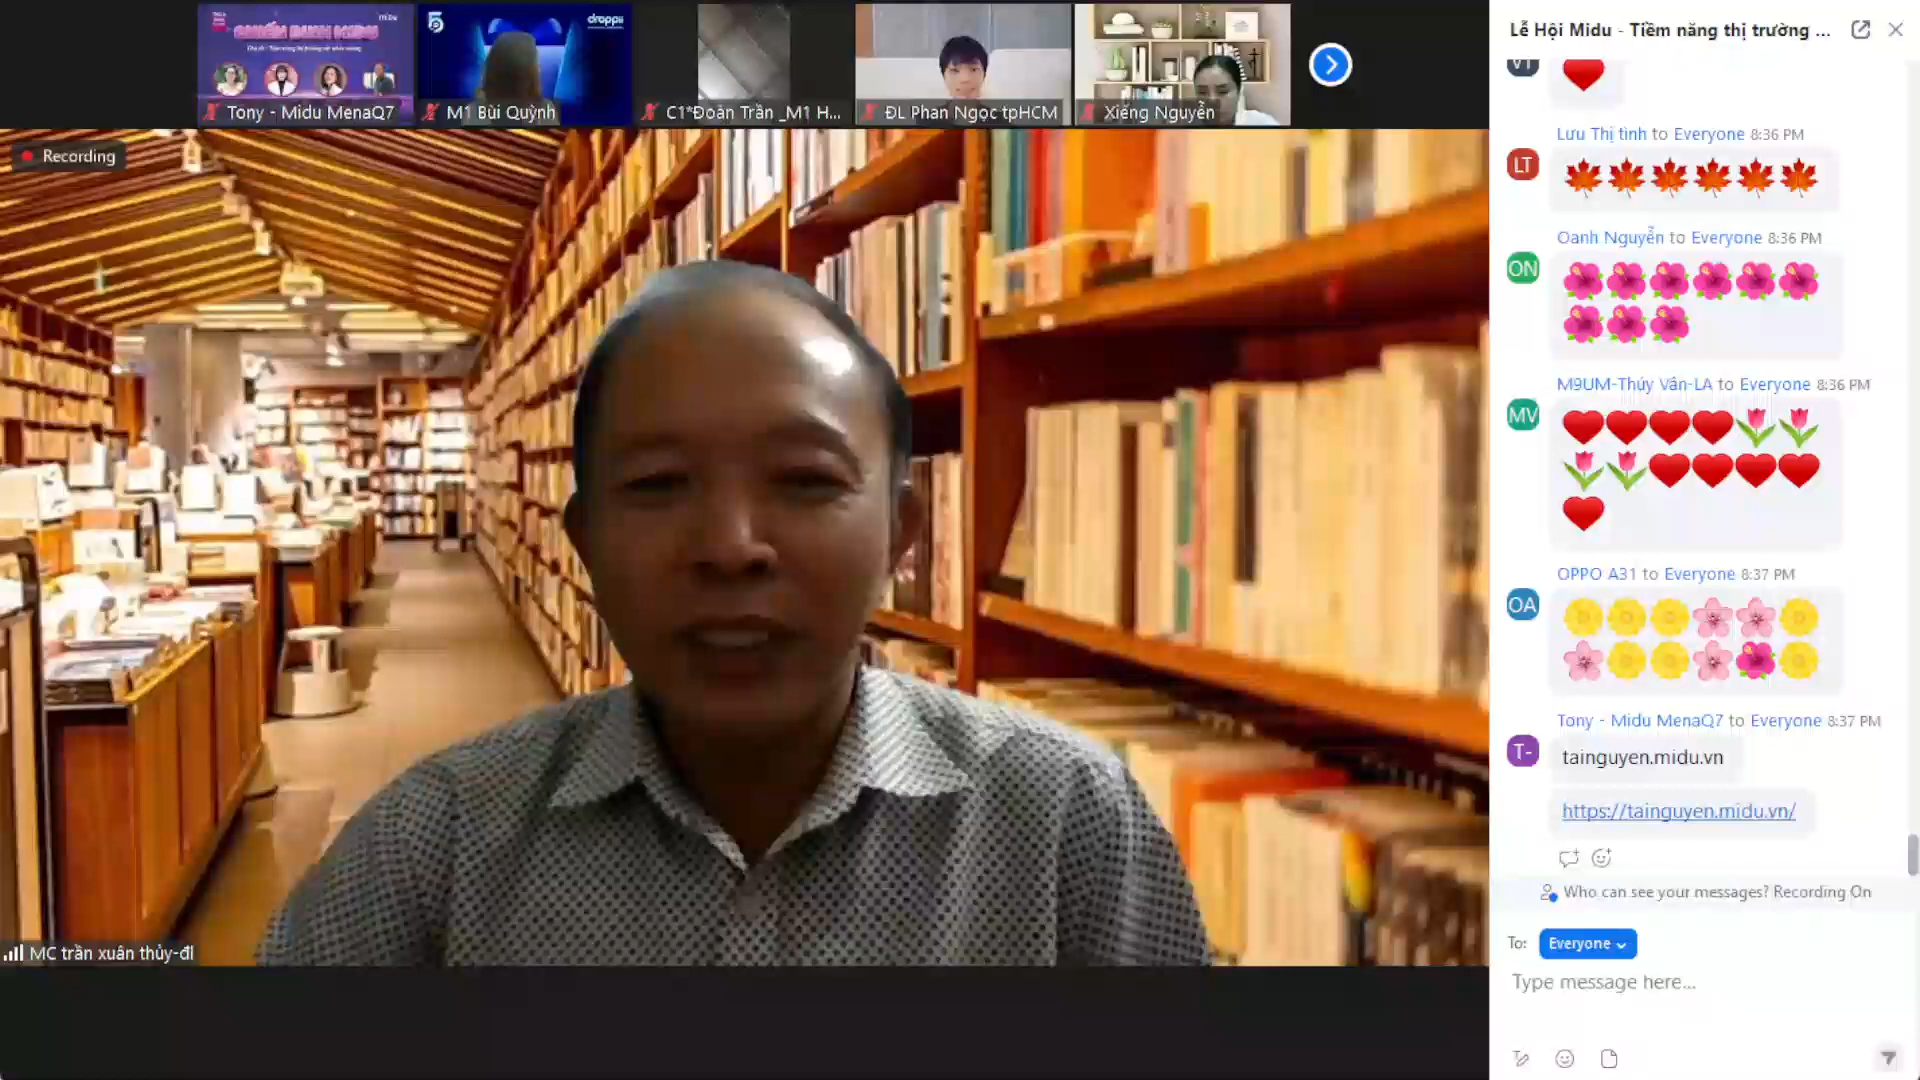 midu
droppii
Tony - Midu MenaQ7
M1 Bùi Quỳnh
C1*Đoàn Trần _M1 H...
ĐL Phan Ngọc tpHCM
Xiếng Nguyễn
Recording
MC trần xuân thủy-đl
Lễ Hội Midu - Tiềm năng thị trường ...
VT
Lưu Thị tình to Everyone 8:36 PM
LT
Oanh Nguyễn to Everyone 8:36 PM
ON
M9UM-Thúy Vân-LA to Everyone 8:36 PM
MV
OPPO A31 to Everyone 8:37 PM
OA
Tony - Midu MenaQ7 to Everyone 8:37 PM
T-
tainguyen.midu.vn
https://tainguyen.midu.vn/
Who can see your messages? Recording On
To: Everyone
Type message here...